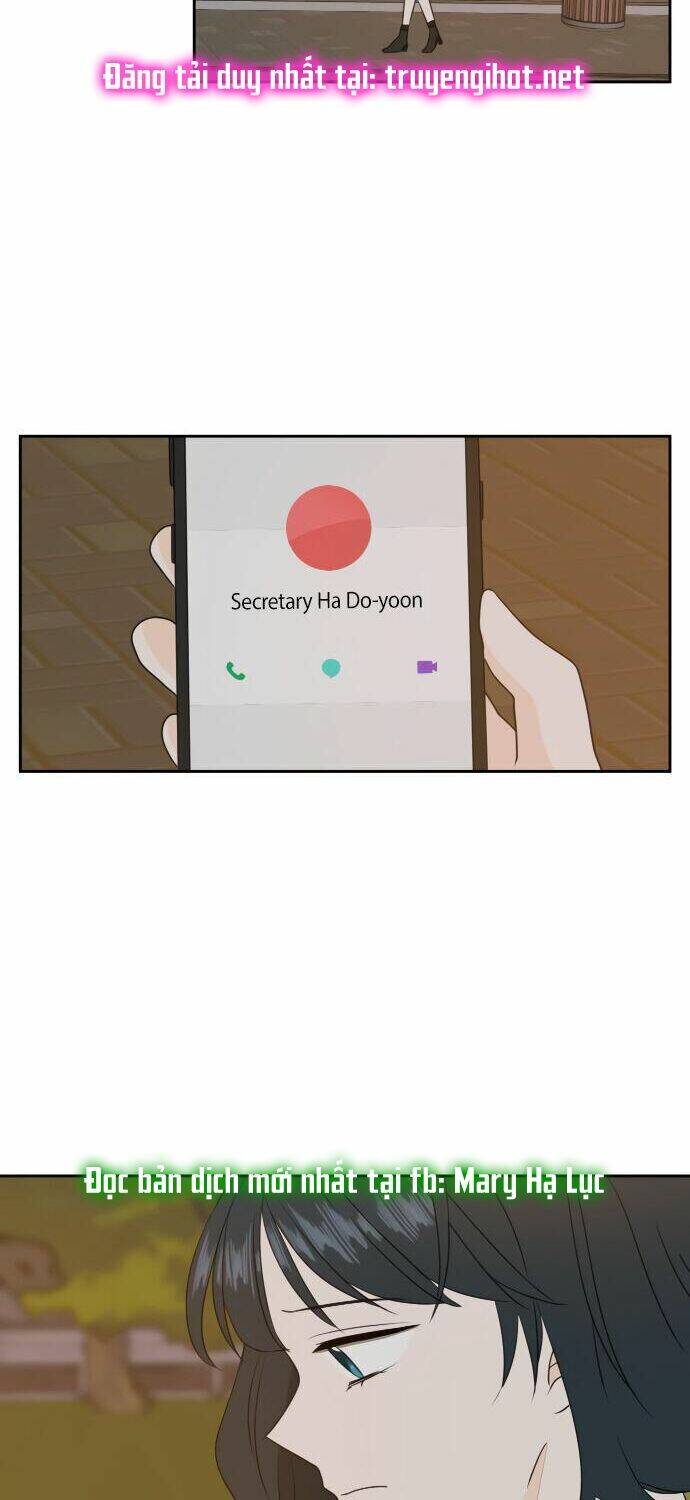 Đăng tải duy nhất tại: truyengihot.net
Secretary Ha Do-yoon
Đọc bản dịch mới nhất tại fb: Mary Hạ Lục